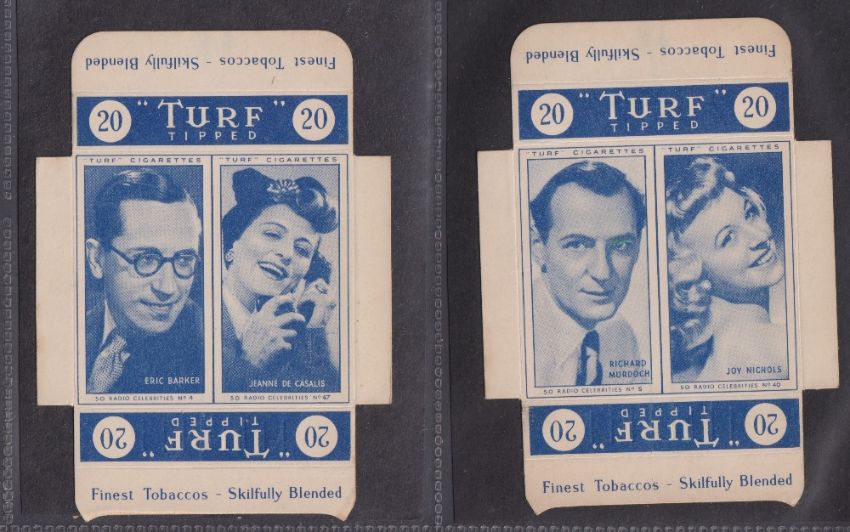 Finest Tobaccos - Skilfully Blended
20 "TURF" 20
TIPPED
"TURF" CIGARETTES "TURF" CIGARETTES
ERIC BARKER
JEANNE DE CASALIS
50 RADIO CELEBRITIES Nº 4 50 RADIO CELEBRITIES Nº 47
TIPPED
20 "TURF" 20
Finest Tobaccos - Skilfully Blended
Finest Tobaccos - Skilfully Blended
20 "TURF" 20
TIPPED
"TURF" CIGARETTES "TURF" CIGARETTES
RICHARD
MURDOCH
JOY NICHOLS
50 RADIO CELEBRITIES Nº 5 50 RADIO CELEBRITIES Nº 40
TIPPED
20 "TURF" 20
Finest Tobaccos - Skilfully Blended